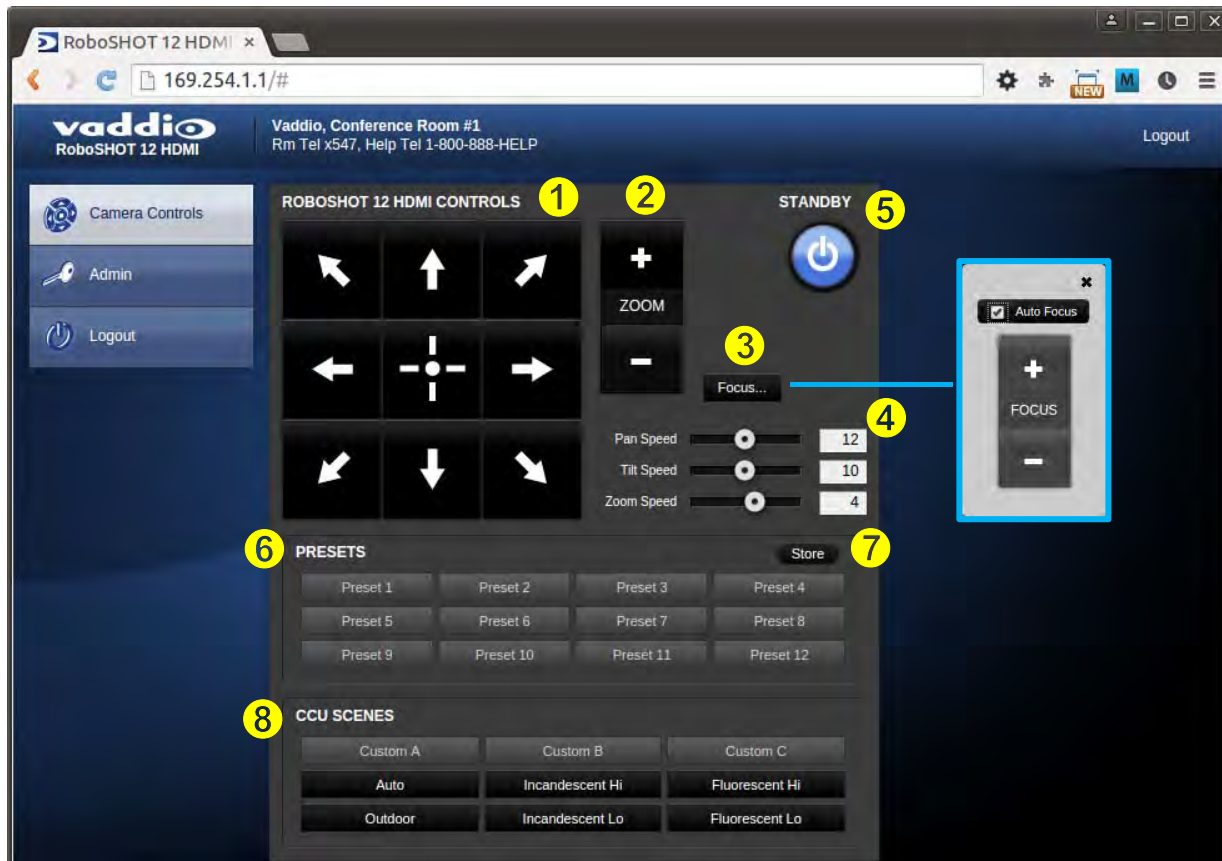 RoboSHOT 12 HDMI
169.254.1.1/#
NEW
M
vaddio
RoboSHOT 12 HDMI
Vaddio, Conference Room #1
Rm Tel x547, Help Tel 1-800-888-HELP
Logout
Camera Controls
Admin
Logout
ROBOSHOT 12 HDMI CONTROLS
1
2
STANDBY
5
ZOOM
3
Focus...
Auto Focus
FOCUS
4
Pan Speed
12
Tilt Speed
10
Zoom Speed
4
6
PRESETS
Store
7
Preset 1 Preset 2 Preset 3 Preset 4
Preset 5 Preset 6 Preset 7 Preset 8
Preset 9 Preset 10 Preset 11 Preset 12
8
CCU SCENES
Custom A Custom B Custom C
Auto Incandescent Hi Fluorescent Hi
Outdoor Incandescent Lo Fluorescent Lo